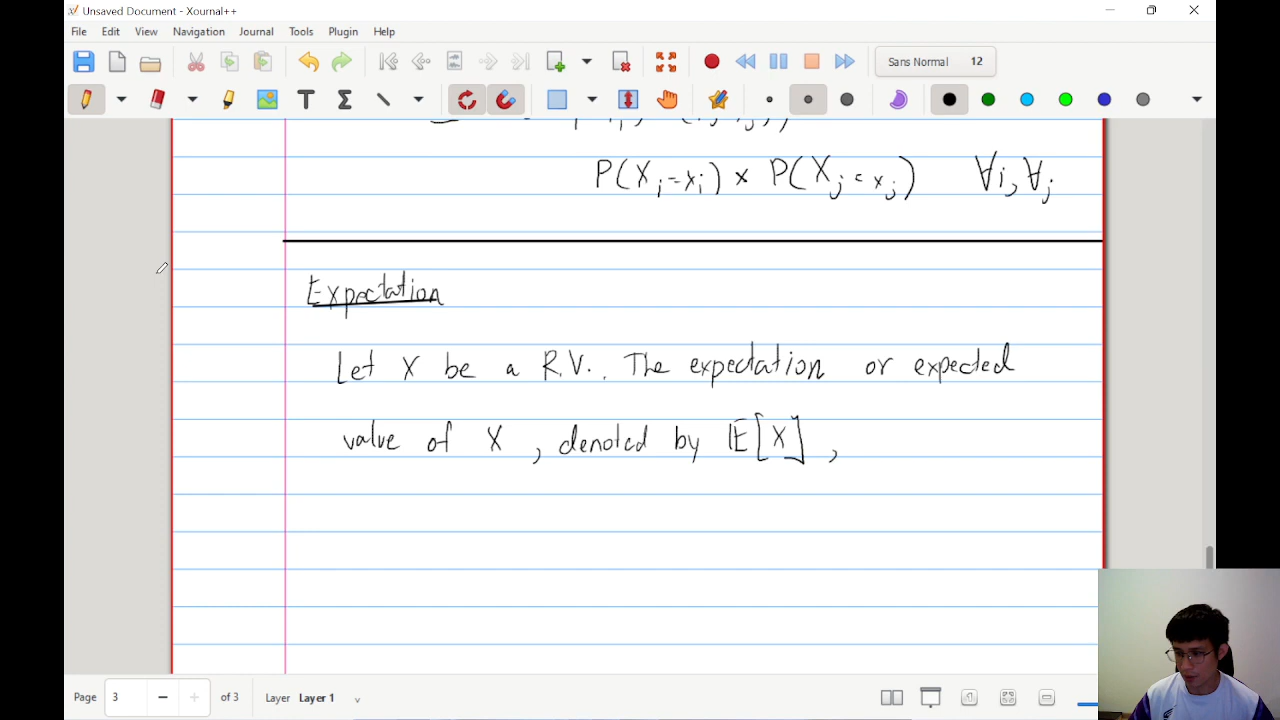 Unsaved Document - Xournal++
File Edit View Navigation Journal Tools Plugin Help
Sans Normal 12
P(X_i = x_i) × P(X_j = x_j) ∀i, ∀j
Expectation
Let X be a R.V.. The expectation or expected
value of X, denoted by 𝔼[X],
Page 3 of 3 Layer Layer 1